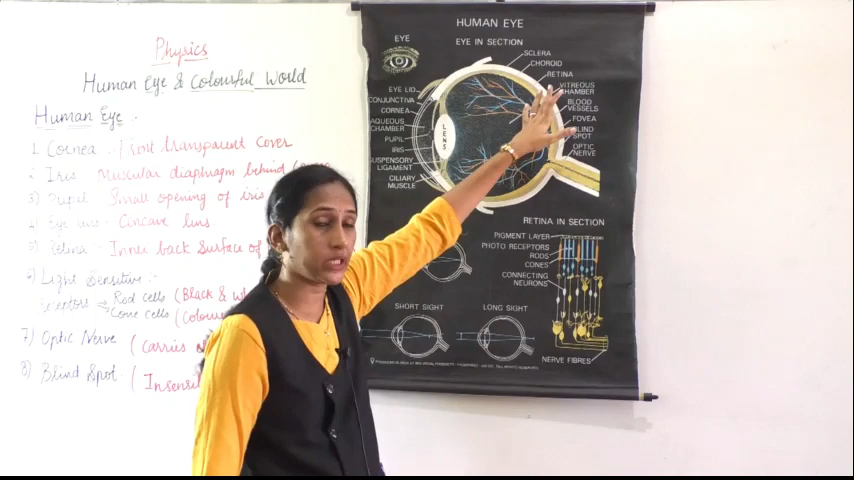 Physics
Human Eye & Colourful World
Human Eye :-
1. Cornea - Front transparent cover
2 Iris Muscular diaphragm behind
3) Pupil - Small opening of iris
4) Eye lens - Concave lens
5) Retina - Inner back Surface of
6) Light Sensitive :-
Receptors Rod cells (Black &
Cone cells (Colour
7) Optic Nerve (Carries
8) Blind Spot (Insensi
HUMAN EYE
EYE
EYE IN SECTION
SCLERA
CHOROID
RETINA
VITREOUS
CHAMBER
BLOOD
VESSELS
FOVEA
BLIND
SPOT
OPTIC
NERVE
EYE LID
CONJUNCTIVA
CORNEA
AQUEOUS
CHAMBER
PUPIL
IRIS
SUSPENSORY
LIGAMENT
CILIARY
MUSCLE
LENS
RETINA IN SECTION
PIGMENT LAYER
PHOTO RECEPTORS
RODS
CONES
CONNECTING
NEURONS
NERVE FIBRES
SHORT SIGHT
LONG SIGHT